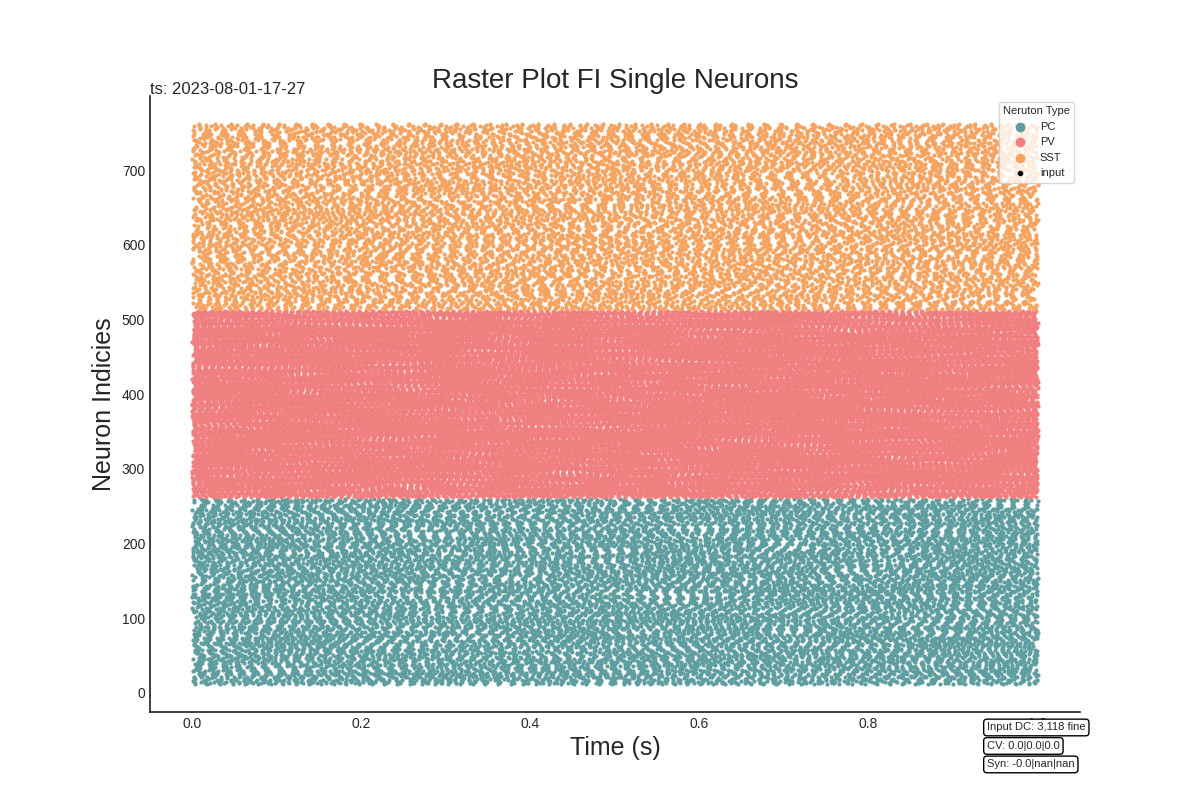 Raster Plot FI Single Neurons
ts: 2023-08-01-17-27
Neruton Type
PC
PV
SST
input
700
600
500
400
300
200
100
0
Neuron Indicies
0.0 0.2 0.4 0.6 0.8
Time (s)
Input DC: 3,118 fine
CV: 0.0|0.0|0.0
Syn: -0.0|nan|nan